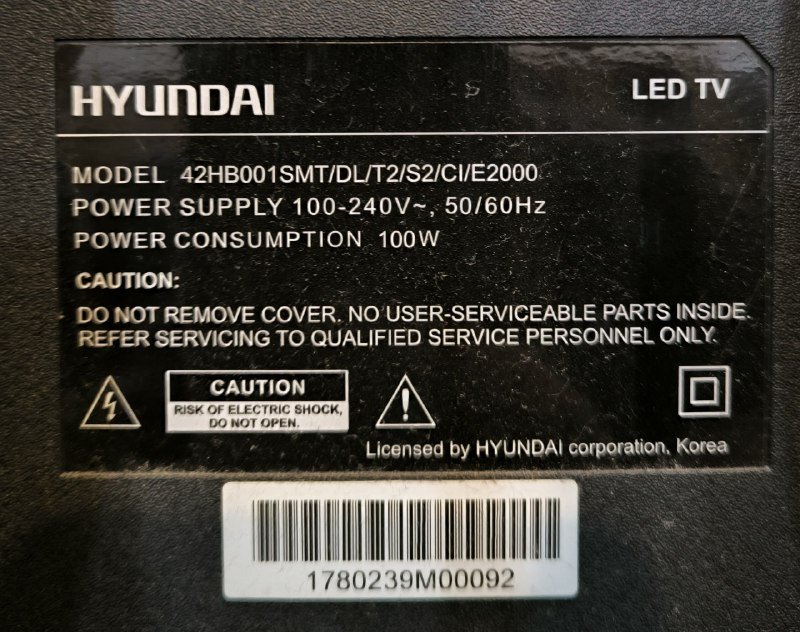 HYUNDAI
LED TV
MODEL 42HB001SMT/DL/T2/S2/CI/E2000
POWER SUPPLY 100-240V~, 50/60Hz
POWER CONSUMPTION 100W
CAUTION:
DO NOT REMOVE COVER. NO USER-SERVICEABLE PARTS INSIDE.
REFER SERVICING TO QUALIFIED SERVICE PERSONNEL ONLY.
CAUTION
RISK OF ELECTRIC SHOCK,
DO NOT OPEN.
Licensed by HYUNDAI corporation, Korea
1780239M00092